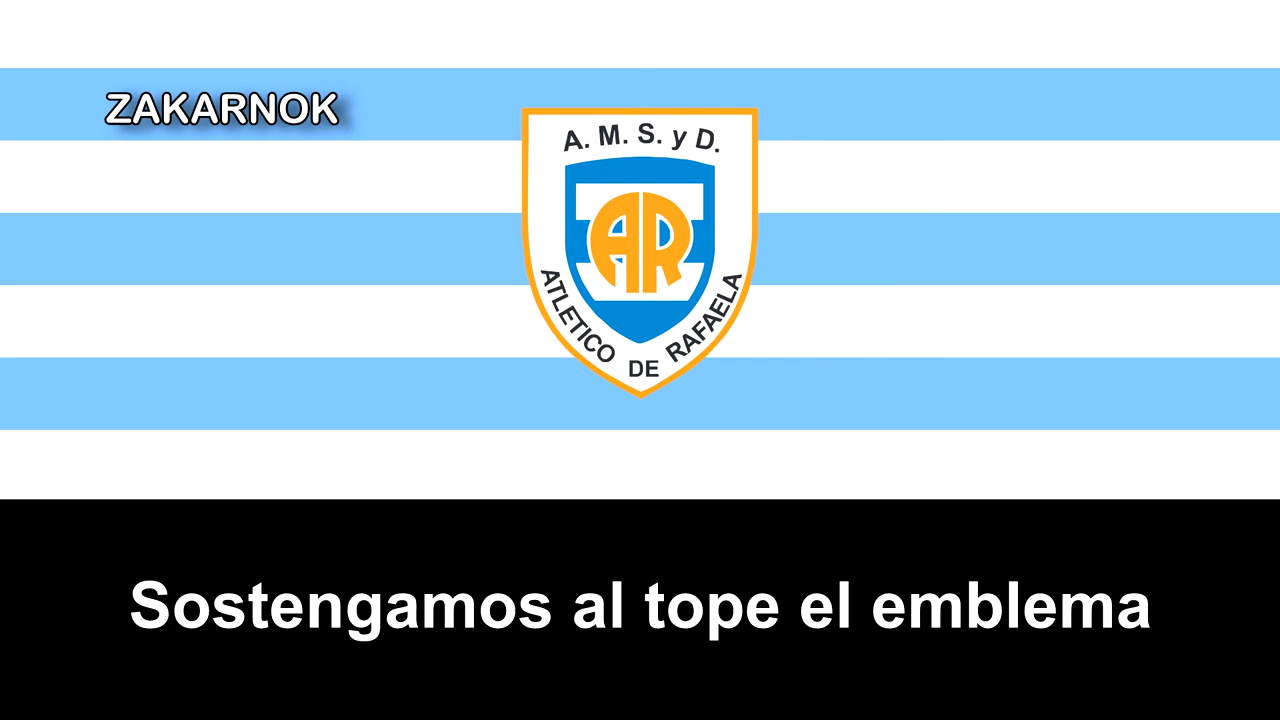 ZAKARNOK
A. M. S. y D.
AR
ATLETICO DE RAFAELA
Sostengamos al tope el emblema